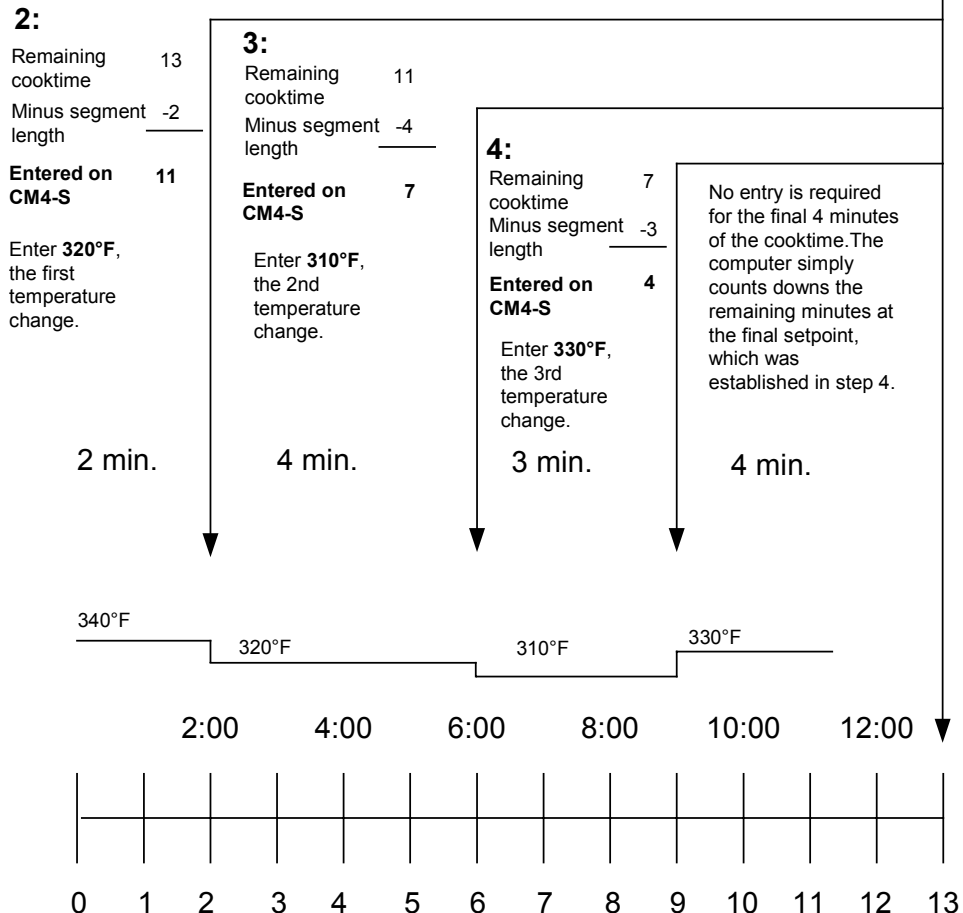 2:
Remaining cooktime 13
Minus segment length -2
Entered on CM4-S 11
Enter 320°F,
the first
temperature
change.
3:
Remaining cooktime 11
Minus segment length -4
Entered on CM4-S 7
Enter 310°F,
the 2nd
temperature
change.
4:
Remaining cooktime 7
Minus segment length -3
Entered on CM4-S 4
Enter 330°F,
the 3rd
temperature
change.
No entry is required
for the final 4 minutes
of the cooktime.The
computer simply
counts downs the
remaining minutes at
the final setpoint,
which was
established in step 4.
2 min. 4 min. 3 min. 4 min.
340°F 320°F 310°F 330°F
2:00 4:00 6:00 8:00 10:00 12:00
0 1 2 3 4 5 6 7 8 9 10 11 12 13